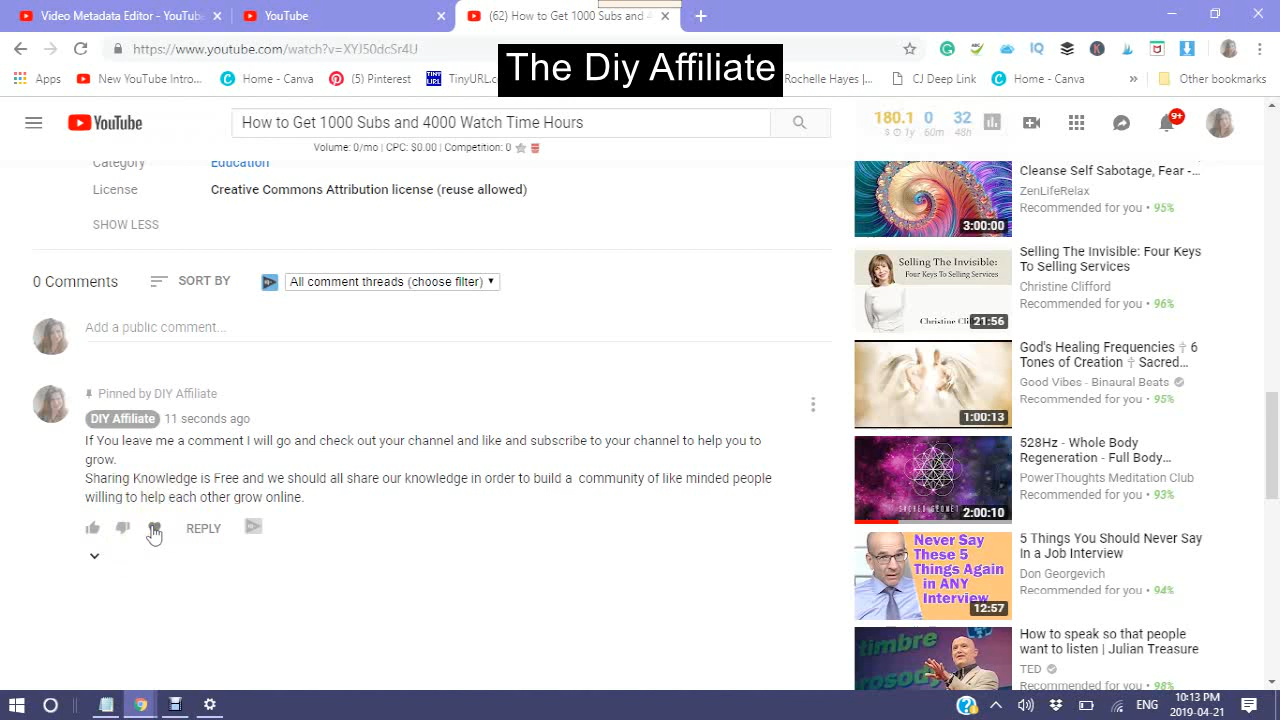 Video Metadata Editor - YouTube
YouTube
(62) How to Get 1000 Subs and 4
https://www.youtube.com/watch?v=XYJ50dcSr4U
The Diy Affiliate
Apps
New YouTube Intro...
Home - Canva
(5) Pinterest
TinyURL.c
Rochelle Hayes |...
CJ Deep Link
Home - Canva
»
Other bookmarks
YouTube
How to Get 1000 Subs and 4000 Watch Time Hours
180.1 0 32
$ 1y 60m 48h
9+
Volume: 0/mo | CPC: $0.00 | Competition: 0
Category Education
License Creative Commons Attribution license (reuse allowed)
SHOW LESS
0 Comments
SORT BY
All comment threads (choose filter)
Add a public comment...
Pinned by DIY Affiliate
DIY Affiliate 11 seconds ago
If You leave me a comment I will go and check out your channel and like and subscribe to your channel to help you to
grow.
Sharing Knowledge is Free and we should all share our knowledge in order to build a community of like minded people
willing to help each other grow online.
REPLY
Cleanse Self Sabotage, Fear -...
ZenLifeRelax
Recommended for you • 95%
3:00:00
Selling The Invisible:
Four Keys To Selling Services
Christine Cli
21:56
Selling The Invisible: Four Keys
To Selling Services
Christine Clifford
Recommended for you • 96%
1:00:13
God's Healing Frequencies ✝ 6
Tones of Creation ✝ Sacred...
Good Vibes - Binaural Beats
Recommended for you • 95%
2:00:10
528Hz - Whole Body
Regeneration - Full Body...
PowerThoughts Meditation Club
Recommended for you • 93%
Never Say
These 5
Things Again
in ANY
Interview
12:57
5 Things You Should Never Say
In a Job Interview
Don Georgevich
Recommended for you • 94%
timbre
How to speak so that people
want to listen | Julian Treasure
TED
Recommended for you • 98%
ENG
10:13 PM
2019-04-21